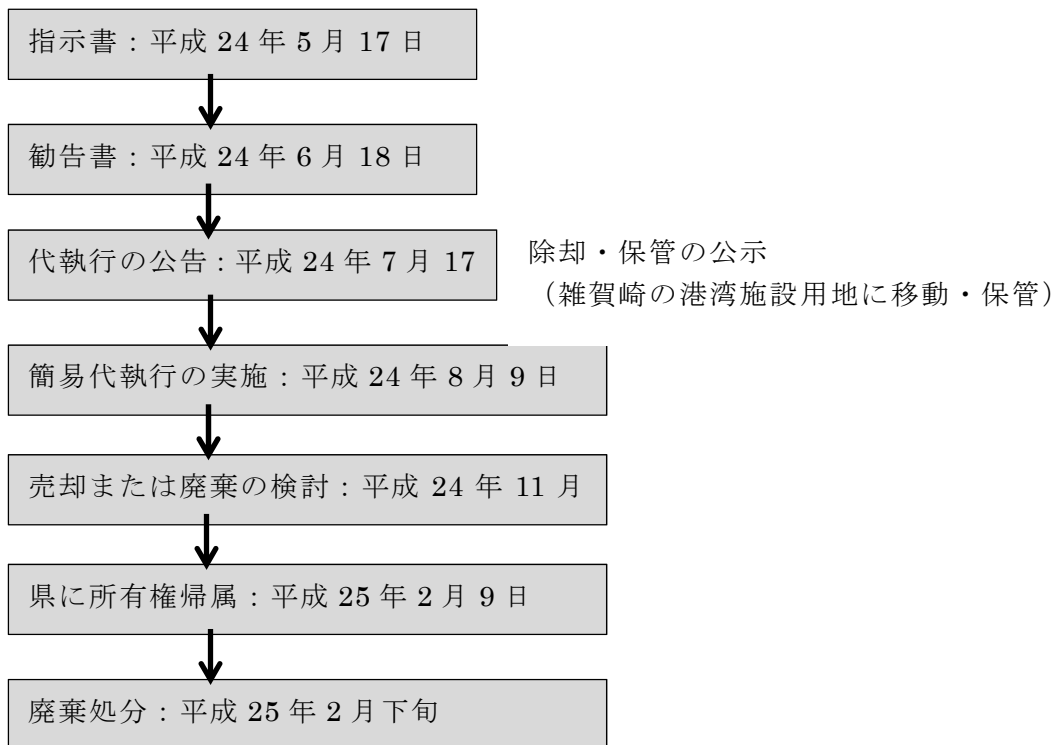 指示書：平成 24 年 5 月 17 日
勧告書：平成 24 年 6 月 18 日
代執行の公告：平成 24 年 7 月 17
除却・保管の公示
（雑賀崎の港湾施設用地に移動・保管）
簡易代執行の実施：平成 24 年 8 月 9 日
売却または廃棄の検討：平成 24 年 11 月
県に所有権帰属：平成 25 年 2 月 9 日
廃棄処分：平成 25 年 2 月下旬